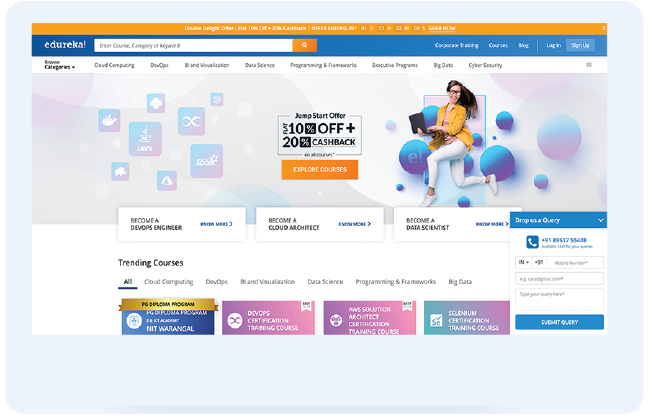 Double Delight Offer - Flat 10% Off + 20% Cashback | OFFER ENDING IN :
GRAB NOW
X
edureka!
Enter Course, Category or keyword
Corporate Training
Courses
Blog
Log In
Sign Up
Browse
Categories
Cloud Computing
DevOps
BI and Visualization
Data Science
Programming & Frameworks
Executive Programs
Big Data
Cyber Security
JAVA
Spark
e!
Jump Start Offer
FLAT 10% OFF +
20% CASHBACK
on all courses*
EXPLORE COURSES
BECOME A
DEVOPS ENGINEER
KNOW MORE >
BECOME A
CLOUD ARCHITECT
KNOW MORE >
BECOME A
DATA SCIENTIST
KNOW MORE >
Drop us a Query
+91 89517 55408
Available 24x7 for your queries
IN
+91
Mobile Number*
e.g. name@gmail.com*
Type your query here*
SUBMIT QUERY
Trending Courses
All
Cloud Computing
DevOps
BI and Visualization
Data Science
Programming & Frameworks
Big Data
PG DIPLOMA PROGRAM
PG DIPLOMA PROGRAM
E& ICT ACADEMY
NIT WARANGAL
DEVOPS
CERTIFICATION
TRAINING COURSE
AWS SOLUTION
ARCHITECT
CERTIFICATION
TRAINING COURSE
SELENIUM
CERTIFICATION
TRAINING COURSE